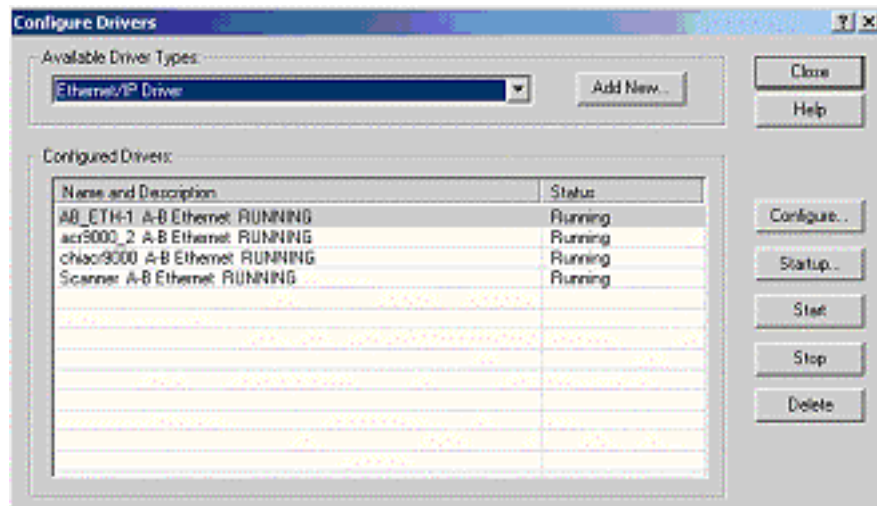 Configure Drivers
Available Driver Types:
Ethernet/IP Driver
Add New...
Close
Help
Configured Drivers:
Name and Description Status
AB_ETH-1 A-B Ethernet RUNNING Running
acr9000_2 A-B Ethernet RUNNING Running
chiacr9000 A-B Ethernet RUNNING Running
Scanner A-B Ethernet RUNNING Running
Configure...
Startup...
Start
Stop
Delete